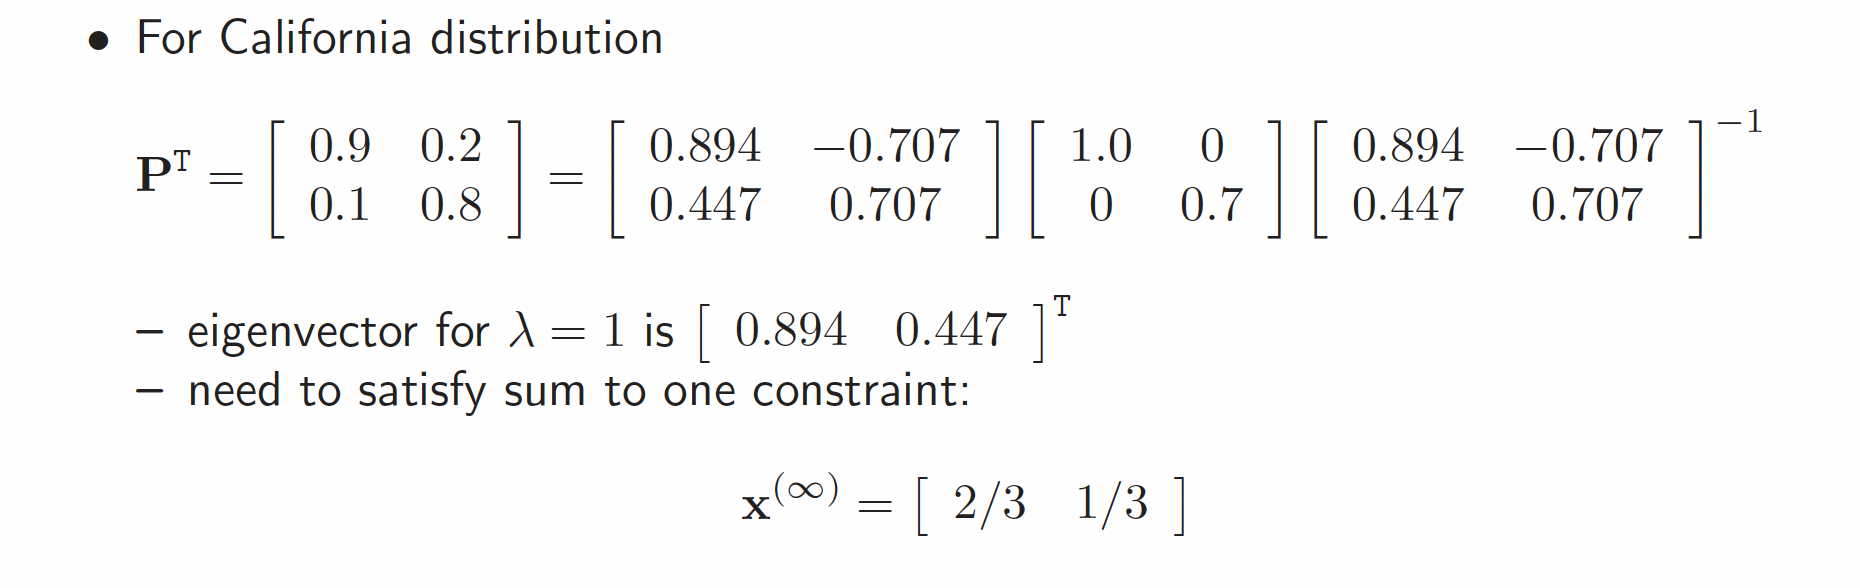 • For California distribution
P^T = [ 0.9 0.2 ; 0.1 0.8 ] = [ 0.894 −0.707 ; 0.447 0.707 ] [ 1.0 0 ; 0 0.7 ] [ 0.894 −0.707 ; 0.447 0.707 ]^−1
– eigenvector for λ = 1 is [ 0.894 0.447 ]^T
– need to satisfy sum to one constraint:
x^(∞) = [ 2/3 1/3 ]